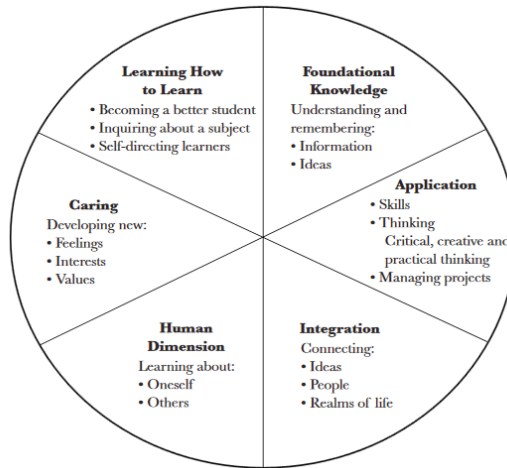 Learning How
to Learn
• Becoming a better student
• Inquiring about a subject
• Self-directing learners
Foundational
Knowledge
Understanding and
remembering:
• Information
• Ideas
Application
• Skills
• Thinking
Critical, creative and
practical thinking
• Managing projects
Integration
Connecting:
• Ideas
• People
• Realms of life
Human
Dimension
Learning about:
• Oneself
• Others
Caring
Developing new:
• Feelings
• Interests
• Values